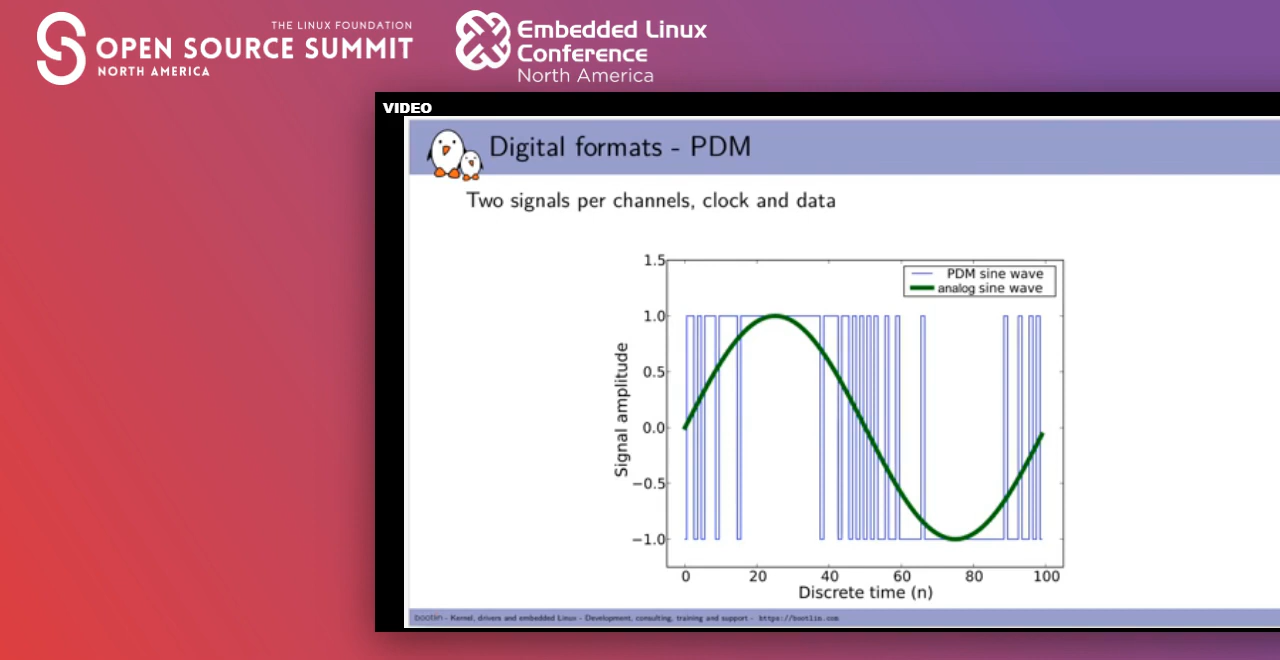 THE LINUX FOUNDATION
OPEN SOURCE SUMMIT
NORTH AMERICA
Embedded Linux
Conference
North America
VIDEO
Digital formats - PDM
Two signals per channels, clock and data
1.5
PDM sine wave
analog sine wave
1.0
0.5
0.0
−0.5
−1.0
Signal amplitude
0 20 40 60 80 100
Discrete time (n)
bootlin - Kernel, drivers and embedded Linux - Development, consulting, training and support - https://bootlin.com